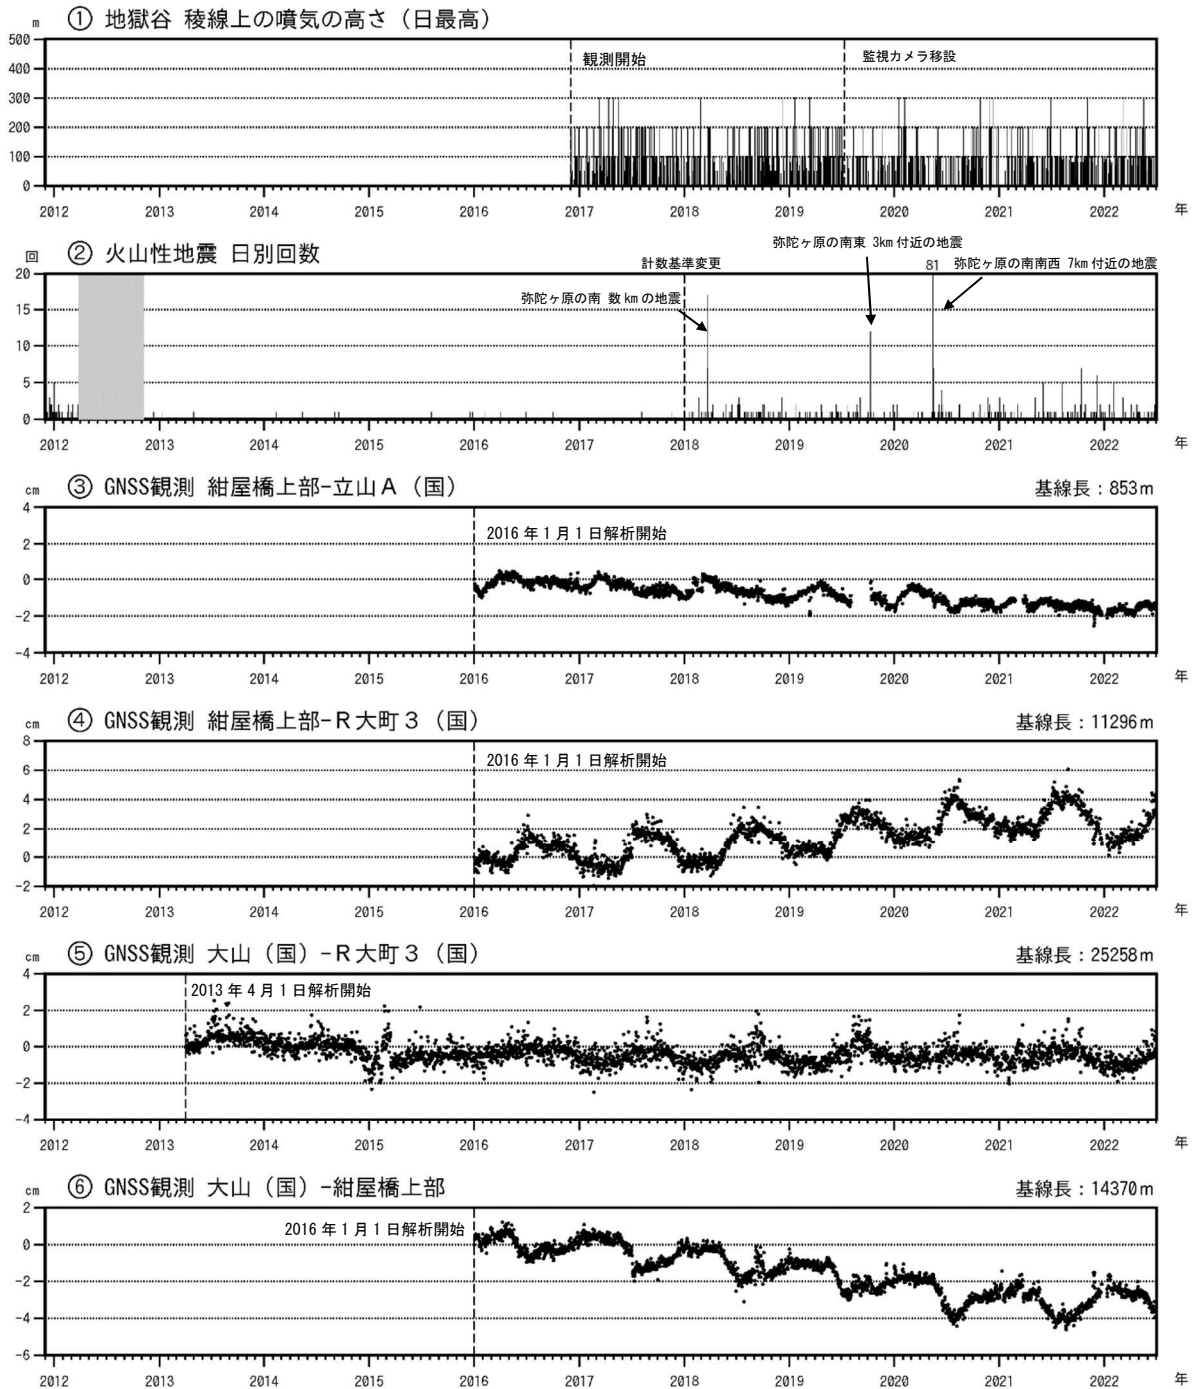 m ① 地獄谷 稜線上の噴気の高さ（日最高）
500
観測開始
監視カメラ移設
400
300
200
100
0
2012 2013 2014 2015 2016 2017 2018 2019 2020 2021 2022 年
回 ② 火山性地震 日別回数
弥陀ヶ原の南東 3km 付近の地震
計数基準変更
81
弥陀ヶ原の南南西 7km 付近の地震
20
弥陀ヶ原の南 数 km の地震
15
10
5
0
2012 2013 2014 2015 2016 2017 2018 2019 2020 2021 2022 年
cm ③ GNSS観測 紺屋橋上部-立山Ａ（国） 基線長：853m
4
2016 年 1 月 1 日解析開始
2
0
-2
-4
2012 2013 2014 2015 2016 2017 2018 2019 2020 2021 2022 年
cm ④ GNSS観測 紺屋橋上部-Ｒ大町３（国） 基線長：11296m
8
2016 年 1 月 1 日解析開始
6
4
2
0
-2
2012 2013 2014 2015 2016 2017 2018 2019 2020 2021 2022 年
cm ⑤ GNSS観測 大山（国）-Ｒ大町３（国） 基線長：25258m
4
2013 年 4 月 1 日解析開始
2
0
-2
-4
2012 2013 2014 2015 2016 2017 2018 2019 2020 2021 2022 年
cm ⑥ GNSS観測 大山（国）-紺屋橋上部 基線長：14370m
2
2016 年 1 月 1 日解析開始
0
-2
-4
-6
2012 2013 2014 2015 2016 2017 2018 2019 2020 2021 2022 年